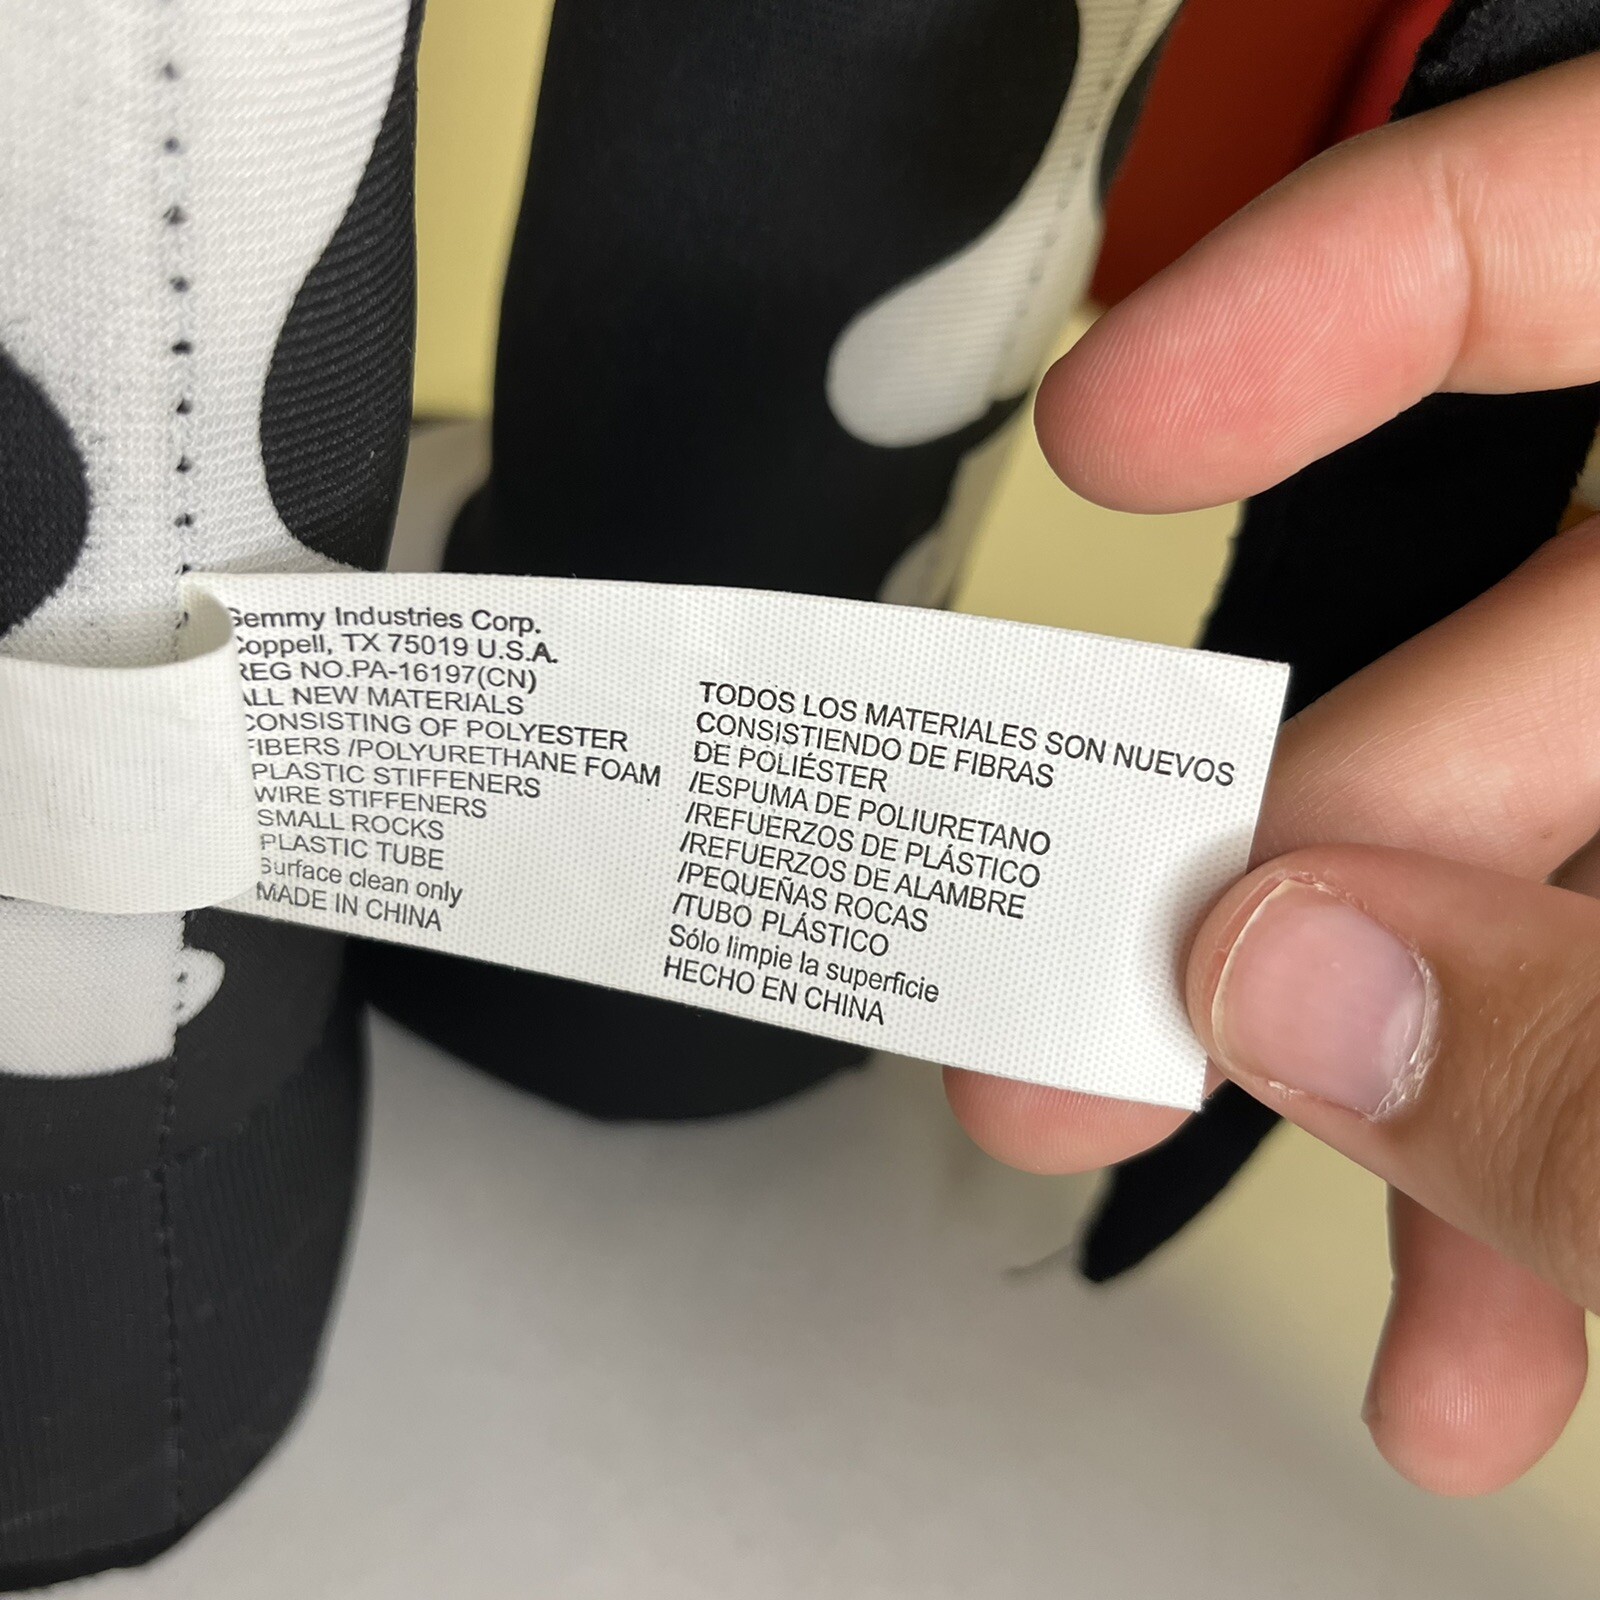 Gemmy Industries Corp.
Coppell, TX 75019 U.S.A.
REG NO.PA-16197(CN)
ALL NEW MATERIALS
CONSISTING OF POLYESTER
FIBERS /POLYURETHANE FOAM
PLASTIC STIFFENERS
WIRE STIFFENERS
SMALL ROCKS
PLASTIC TUBE
Surface clean only
MADE IN CHINA
TODOS LOS MATERIALES SON NUEVOS
CONSISTIENDO DE FIBRAS
DE POLIÉSTER
/ESPUMA DE POLIURETANO
/REFUERZOS DE PLÁSTICO
/REFUERZOS DE ALAMBRE
/PEQUEÑAS ROCAS
/TUBO PLÁSTICO
Sólo limpie la superficie
HECHO EN CHINA